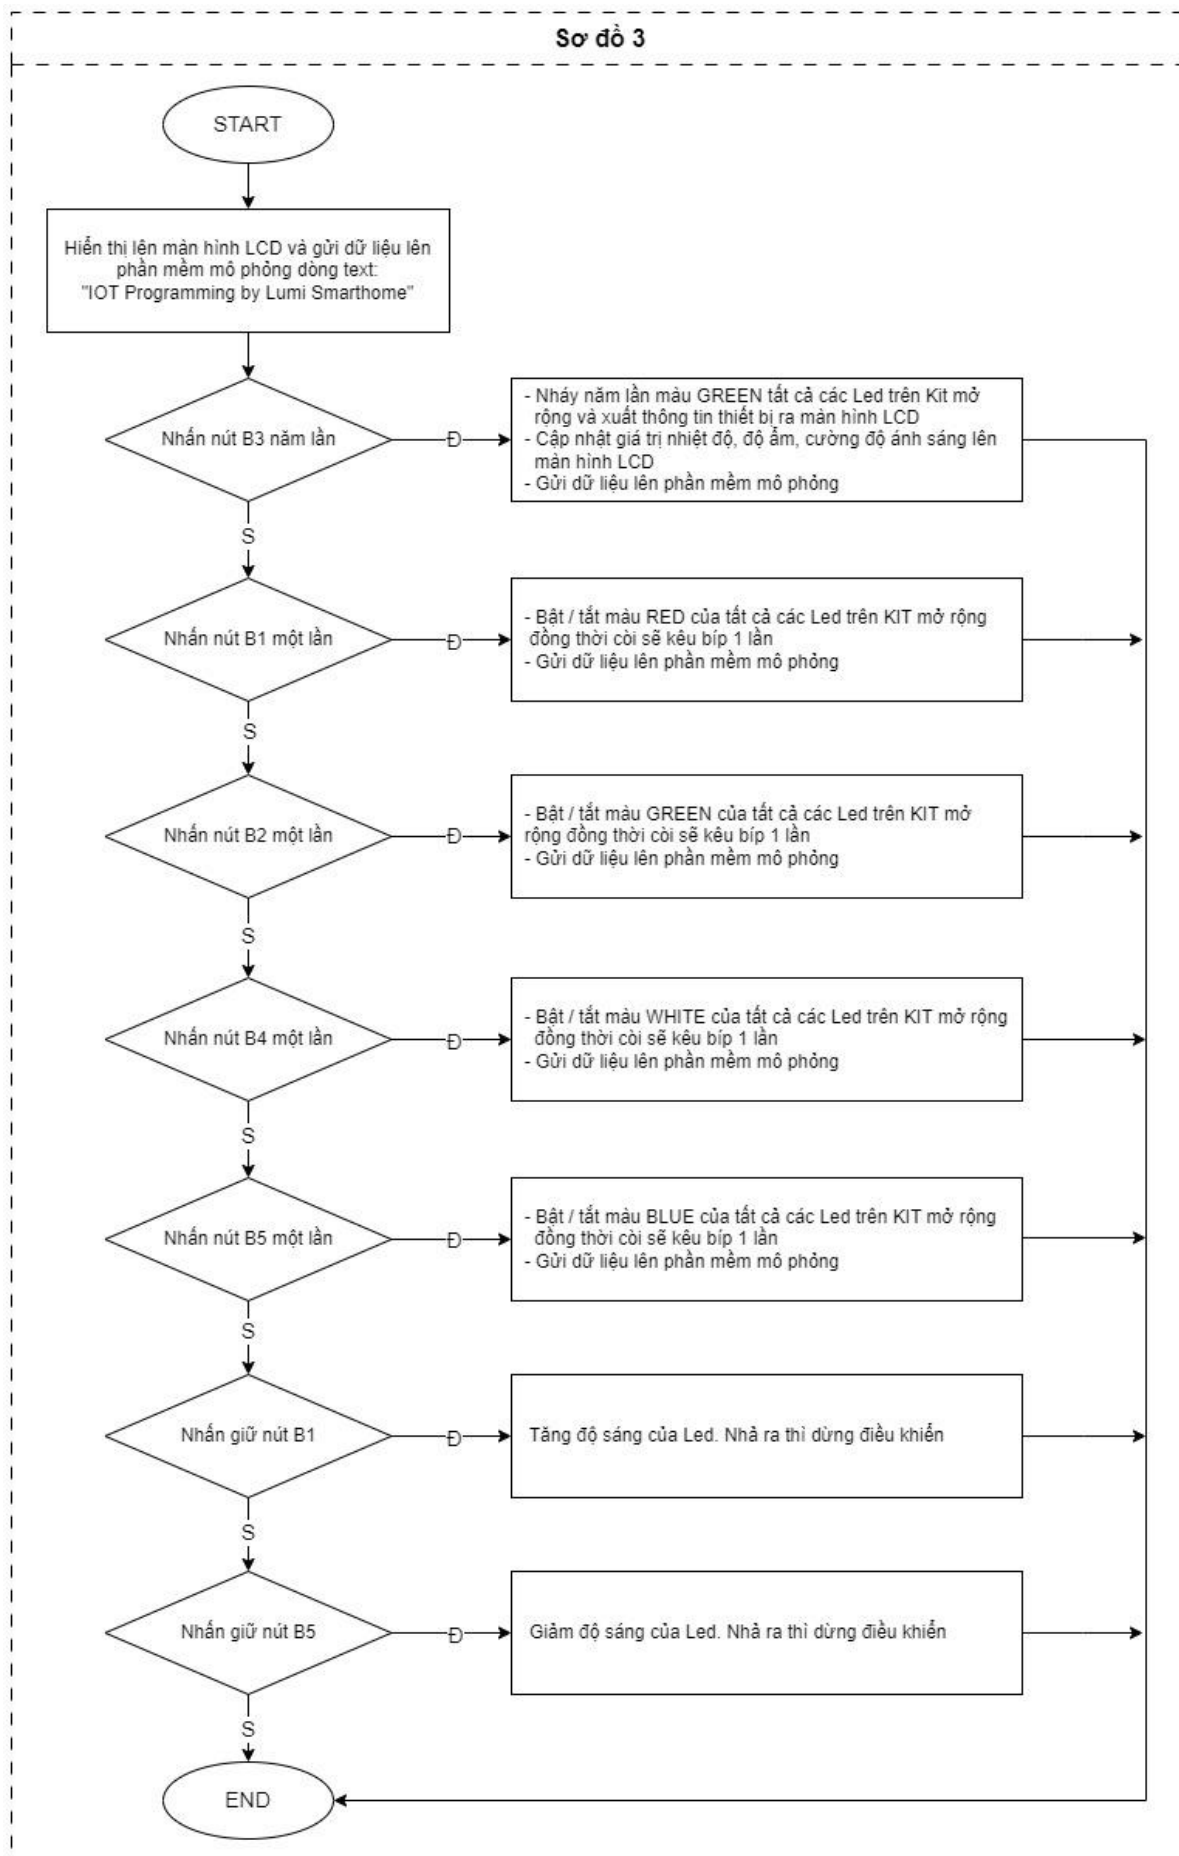 Sơ đồ 3
START
Hiển thị lên màn hình LCD và gửi dữ liệu lên
phần mềm mô phỏng dòng text:
"IOT Programming by Lumi Smarthome"
Nhấn nút B3 năm lần
Đ
- Nháy năm lần màu GREEN tất cả các Led trên Kit mở
rộng và xuất thông tin thiết bị ra màn hình LCD
- Cập nhật giá trị nhiệt độ, độ ẩm, cường độ ánh sáng lên
màn hình LCD
- Gửi dữ liệu lên phần mềm mô phỏng
S
Nhấn nút B1 một lần
Đ
- Bật / tắt màu RED của tất cả các Led trên KIT mở rộng
đồng thời còi sẽ kêu bíp 1 lần
- Gửi dữ liệu lên phần mềm mô phỏng
S
Nhấn nút B2 một lần
Đ
- Bật / tắt màu GREEN của tất cả các Led trên KIT mở
rộng đồng thời còi sẽ kêu bíp 1 lần
- Gửi dữ liệu lên phần mềm mô phỏng
S
Nhấn nút B4 một lần
Đ
- Bật / tắt màu WHITE của tất cả các Led trên KIT mở rộng
đồng thời còi sẽ kêu bíp 1 lần
- Gửi dữ liệu lên phần mềm mô phỏng
S
Nhấn nút B5 một lần
Đ
- Bật / tắt màu BLUE của tất cả các Led trên KIT mở rộng
đồng thời còi sẽ kêu bíp 1 lần
- Gửi dữ liệu lên phần mềm mô phỏng
S
Nhấn giữ nút B1
Đ
Tăng độ sáng của Led. Nhả ra thì dừng điều khiển
S
Nhấn giữ nút B5
Đ
Giảm độ sáng của Led. Nhả ra thì dừng điều khiển
S
END